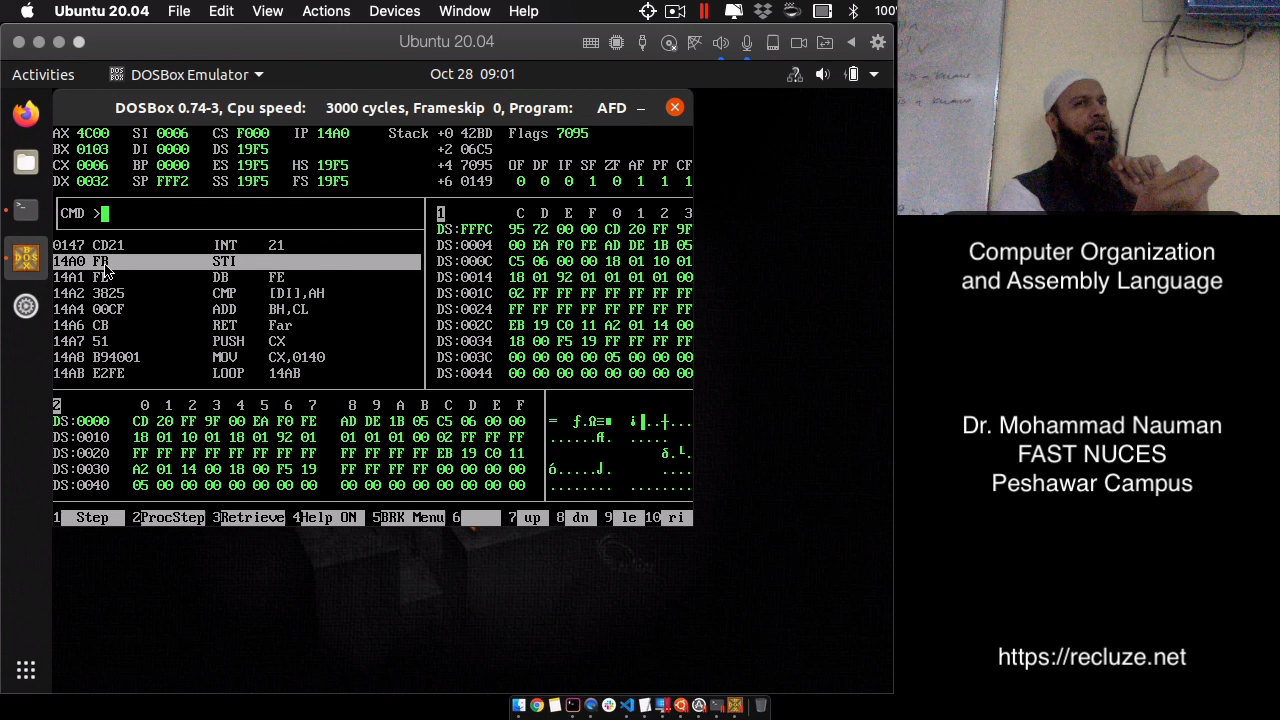 Ubuntu 20.04 File Edit View Actions Devices Window Help 100%
Ubuntu 20.04
Activities DOSBox Emulator Oct 28 09:01
DOSBox 0.74-3, Cpu speed: 3000 cycles, Frameskip 0, Program: AFD
AX 4C00 SI 0006 CS F000 IP 14A0 Stack +0 42BD Flags 7095
BX 0103 DI 0000 DS 19F5 +2 06C5
CX 0006 BP 0000 ES 19F5 HS 19F5 +4 7095 OF DF IF SF ZF AF PF CF
DX 0032 SP FFF2 SS 19F5 FS 19F5 +6 0149 0 0 0 1 0 1 1 1
CMD >
1 C D E F 0 1 2 3
DS:FFFC 95 72 00 00 CD 20 FF 9F
0147 CD21 INT 21 DS:0004 00 EA F0 FE AD DE 1B 05
14A0 FB STI DS:000C C5 06 00 00 18 01 10 01
14A1 FE DB FE DS:0014 18 01 92 01 01 01 01 00
14A2 3825 CMP [DI],AH DS:001C 02 FF FF FF FF FF FF FF
14A4 00CF ADD BH,CL DS:0024 FF FF FF FF FF FF FF FF
14A6 CB RET Far DS:002C EB 19 C0 11 A2 01 14 00
14A7 51 PUSH CX DS:0034 18 00 F5 19 FF FF FF FF
14A8 B94001 MOV CX,0140 DS:003C 00 00 00 00 05 00 00 00
14AB E2FE LOOP 14AB DS:0044 00 00 00 00 00 00 00 00
2 0 1 2 3 4 5 6 7 8 9 A B C D E F
DS:0000 CD 20 FF 9F 00 EA F0 FE AD DE 1B 05 C5 06 00 00
DS:0010 18 01 10 01 18 01 92 01 01 01 01 00 02 FF FF FF
DS:0020 FF FF FF FF FF FF FF FF FF FF FF FF EB 19 C0 11
DS:0030 A2 01 14 00 18 00 F5 19 FF FF FF FF 00 00 00 00
DS:0040 05 00 00 00 00 00 00 00 00 00 00 00 00 00 00 00
1 Step 2 ProcStep 3 Retrieve 4 Help ON 5 BRK Menu 6 7 up 8 dn 9 le 10 ri
Computer Organization
and Assembly Language
Dr. Mohammad Nauman
FAST NUCES
Peshawar Campus
https://recluze.net